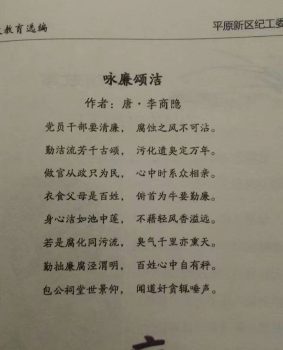 教育选编
平原新区纪工委
咏廉颂洁
作者：唐·李商隐
党员干部要清廉，腐蚀之风不可沾。
勤洁流芳千古颂，污化遗臭定万年。
做官从政只为民，心中时系众相亲。
衣食父母是百姓，俯首为牛要勤廉。
身心洁如池中莲，不藉轻风香溢远。
若是腐化同污流，臭气千里亦熏天。
勤拙廉腐泾渭明，百姓心中自有秤。
包公祠堂世景仰，闻道奸贪辄唾声。